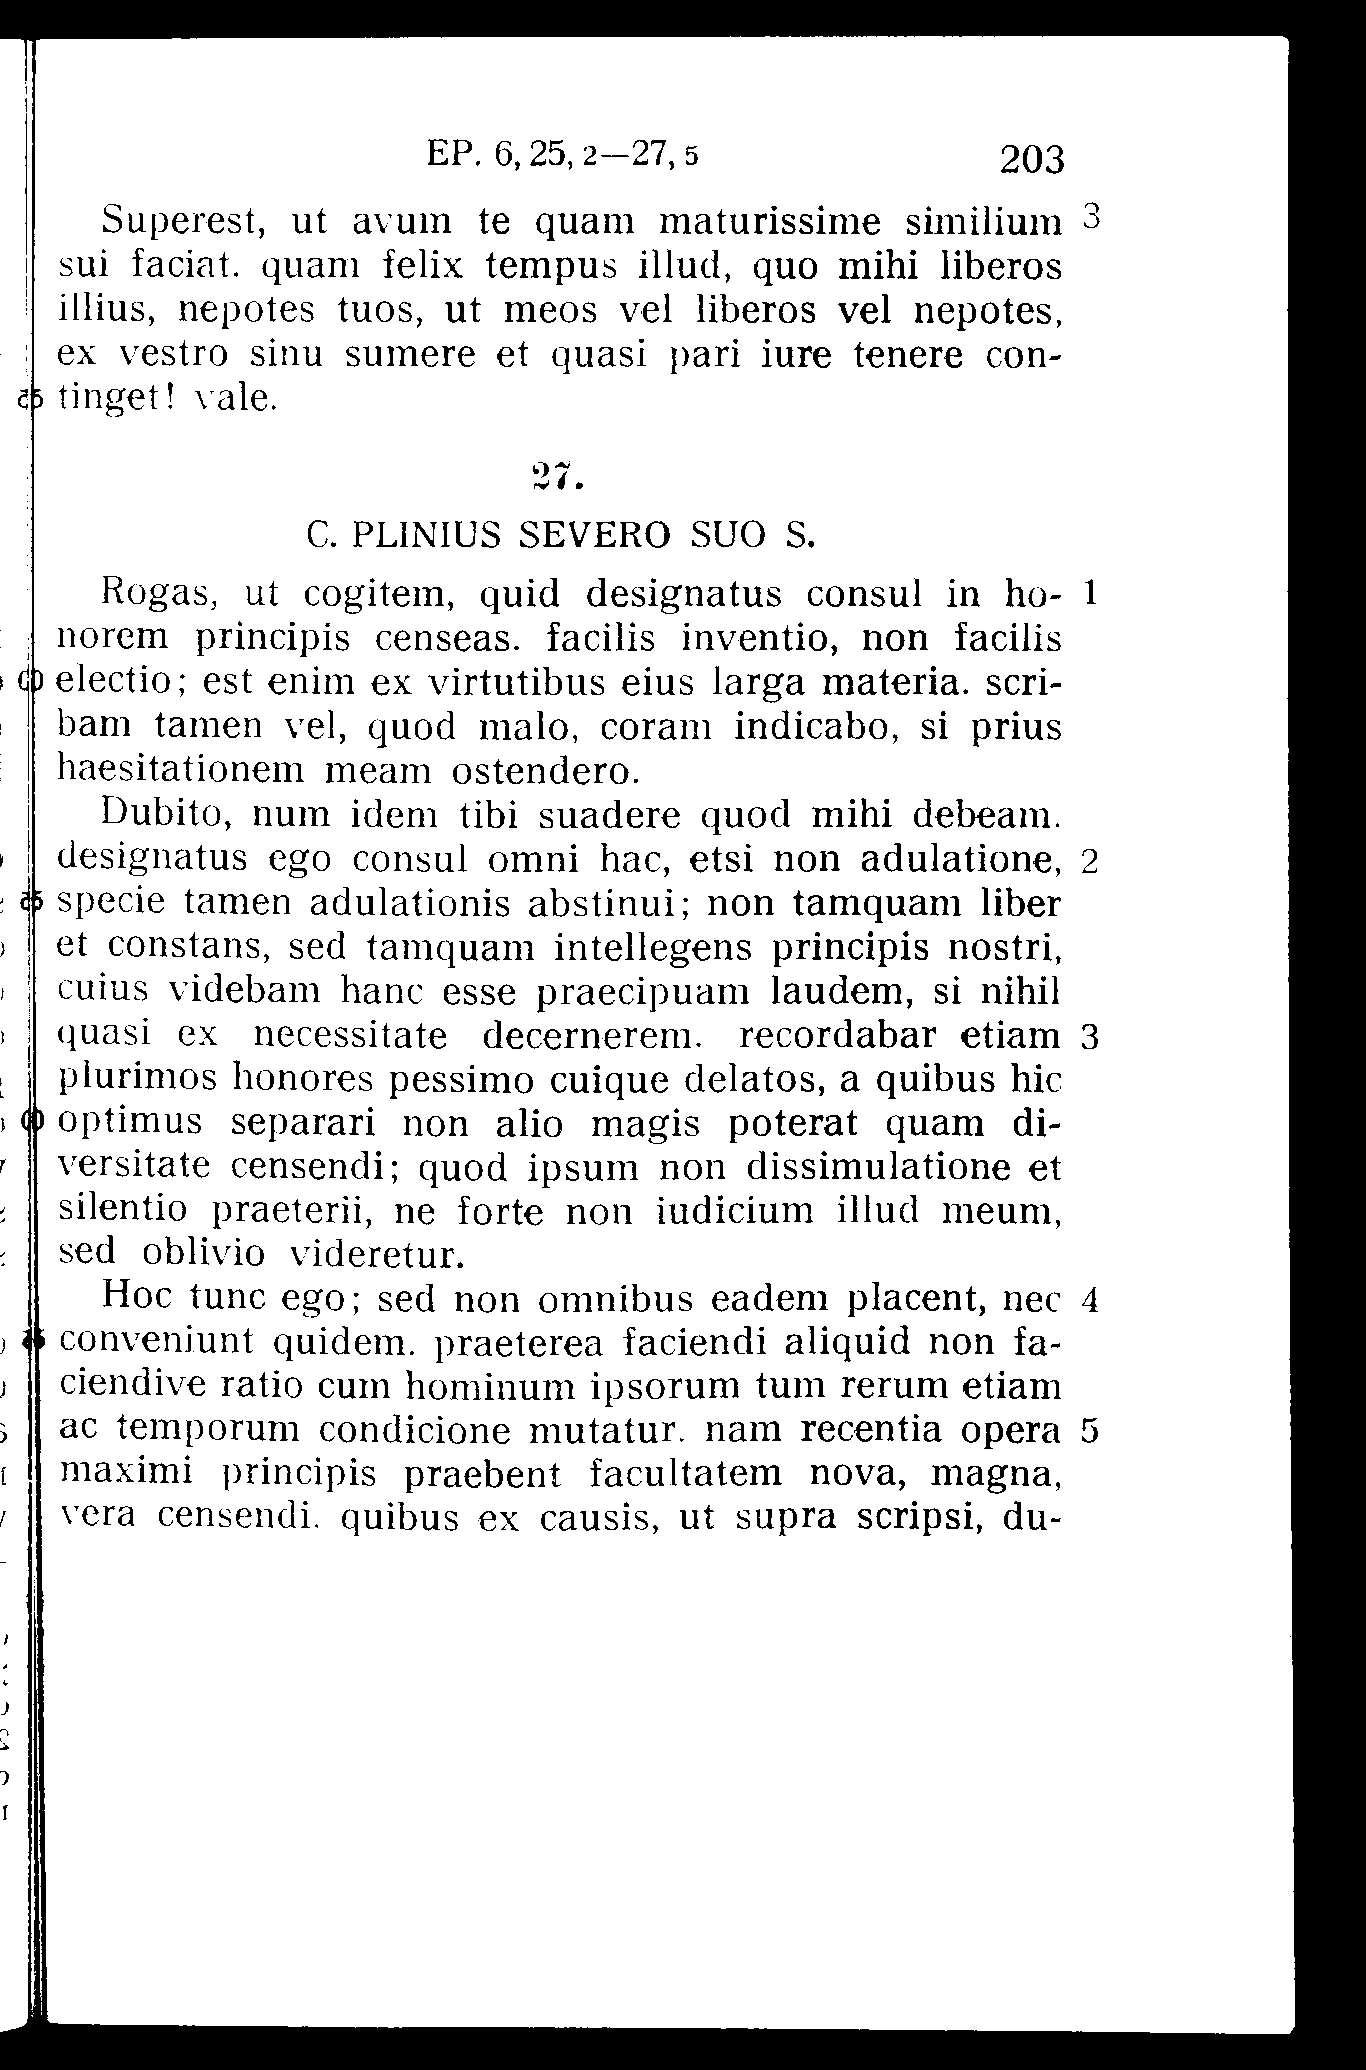 EP. 6, 25, 2—27, 5 203
Superest, ut avum te quam maturissime similium 3
sui faciat. quam felix tempus illud, quo mihi liberos
illius, nepotes tuos, ut meos vel liberos vel nepotes,
ex vestro sinu sumere et quasi pari iure tenere con-
tinget! vale.
27.
C. PLINIUS SEVERO SUO S.
Rogas, ut cogitem, quid designatus consul in ho- 1
norem principis censeas. facilis inventio, non facilis
electio; est enim ex virtutibus eius larga materia. scri-
bam tamen vel, quod malo, coram indicabo, si prius
haesitationem meam ostendero.
Dubito, num idem tibi suadere quod mihi debeam.
designatus ego consul omni hac, etsi non adulatione, 2
specie tamen adulationis abstinui; non tamquam liber
et constans, sed tamquam intellegens principis nostri,
cuius videbam hanc esse praecipuam laudem, si nihil
quasi ex necessitate decernerem. recordabar etiam 3
plurimos honores pessimo cuique delatos, a quibus hic
optimus separari non alio magis poterat quam di-
versitate censendi; quod ipsum non dissimulatione et
silentio praeterii, ne forte non iudicium illud meum,
sed oblivio videretur.
Hoc tunc ego; sed non omnibus eadem placent, nec 4
conveniunt quidem. praeterea faciendi aliquid non fa-
ciendive ratio cum hominum ipsorum tum rerum etiam
ac temporum condicione mutatur. nam recentia opera 5
maximi principis praebent facultatem nova, magna,
vera censendi. quibus ex causis, ut supra scripsi, du-